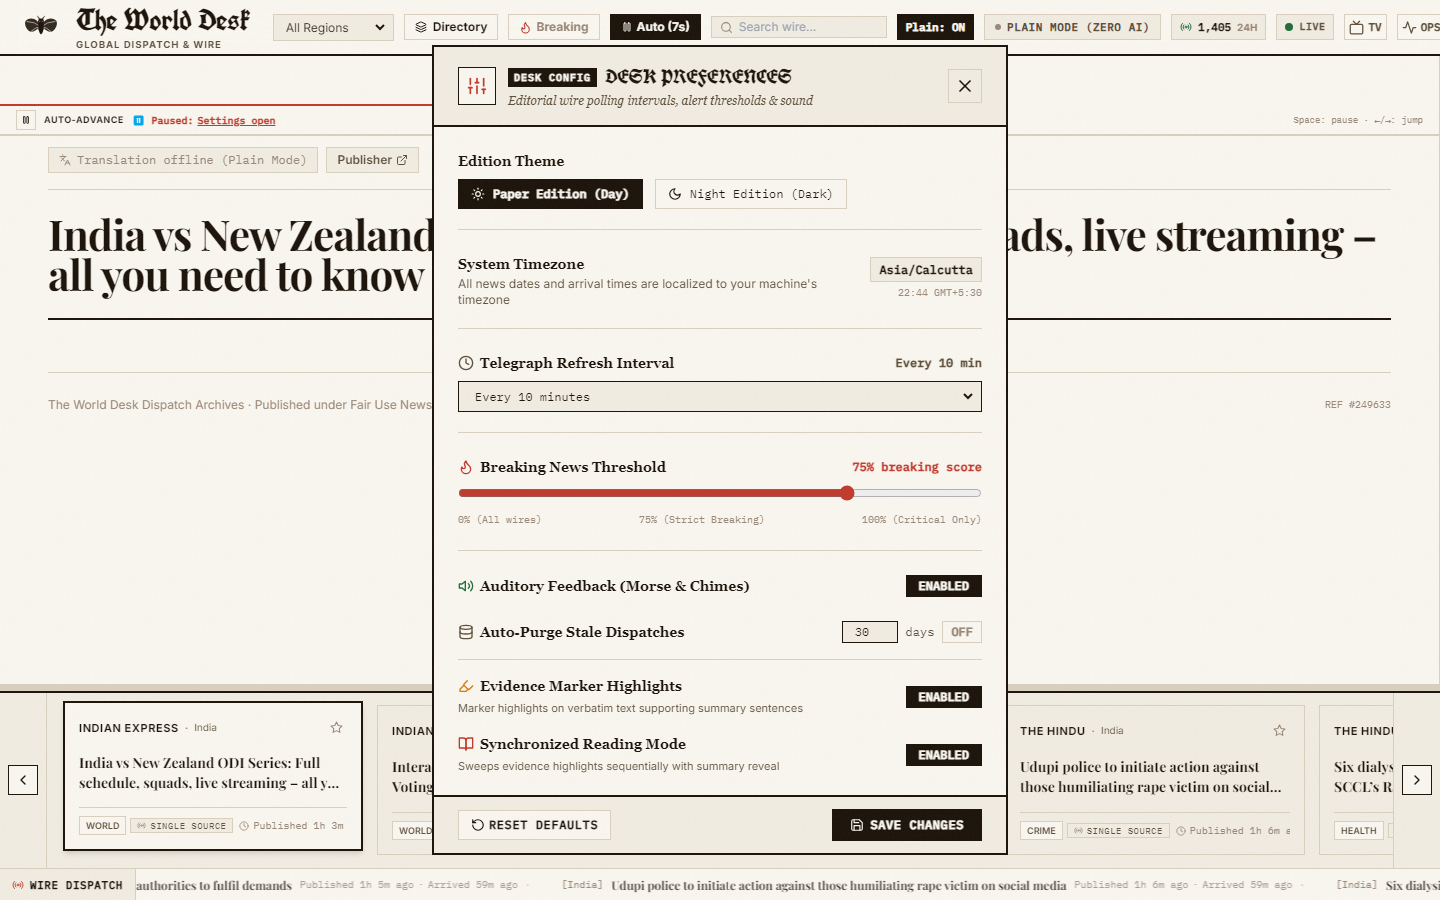 The World Desk
GLOBAL DISPATCH & WIRE
All Regions
Directory
Breaking
Auto (7s)
Search wire...
Plain: ON
PLAIN MODE (ZERO AI)
1,405 24H
LIVE
TV
OPS
AUTO-ADVANCE
Paused: Settings open
Space: pause · ←/→: jump
Translation offline (Plain Mode)
Publisher
India vs New Zealand
ads, live streaming –
all you need to know
The World Desk Dispatch Archives · Published under Fair Use News
REF #249633
DESK CONFIG DESK PREFERENCES
Editorial wire polling intervals, alert thresholds & sound
Edition Theme
Paper Edition (Day)
Night Edition (Dark)
System Timezone
All news dates and arrival times are localized to your machine's
timezone
Asia/Calcutta
22:44 GMT+5:30
Telegraph Refresh Interval
Every 10 min
Every 10 minutes
Breaking News Threshold
75% breaking score
0% (All wires)
75% (Strict Breaking)
100% (Critical Only)
Auditory Feedback (Morse & Chimes)
ENABLED
Auto-Purge Stale Dispatches
30 days OFF
Evidence Marker Highlights
Marker highlights on verbatim text supporting summary sentences
ENABLED
Synchronized Reading Mode
Sweeps evidence highlights sequentially with summary reveal
ENABLED
RESET DEFAULTS
SAVE CHANGES
INDIAN EXPRESS · India
India vs New Zealand ODI Series: Full
schedule, squads, live streaming – all y...
WORLD
SINGLE SOURCE
Published 1h 3m
INDIAN
Intera
Voting
WORLD
THE HINDU · India
Udupi police to initiate action against
those humiliating rape victim on social...
CRIME
SINGLE SOURCE
Published 1h 6m a
THE HINDU
Six dialys
SCCL's R
HEALTH
WIRE DISPATCH
authorities to fulfil demands Published 1h 5m ago · Arrived 59m ago ·
[India] Udupi police to initiate action against those humiliating rape victim on social media Published 1h 6m ago · Arrived 59m ago ·
[India] Six dialysi